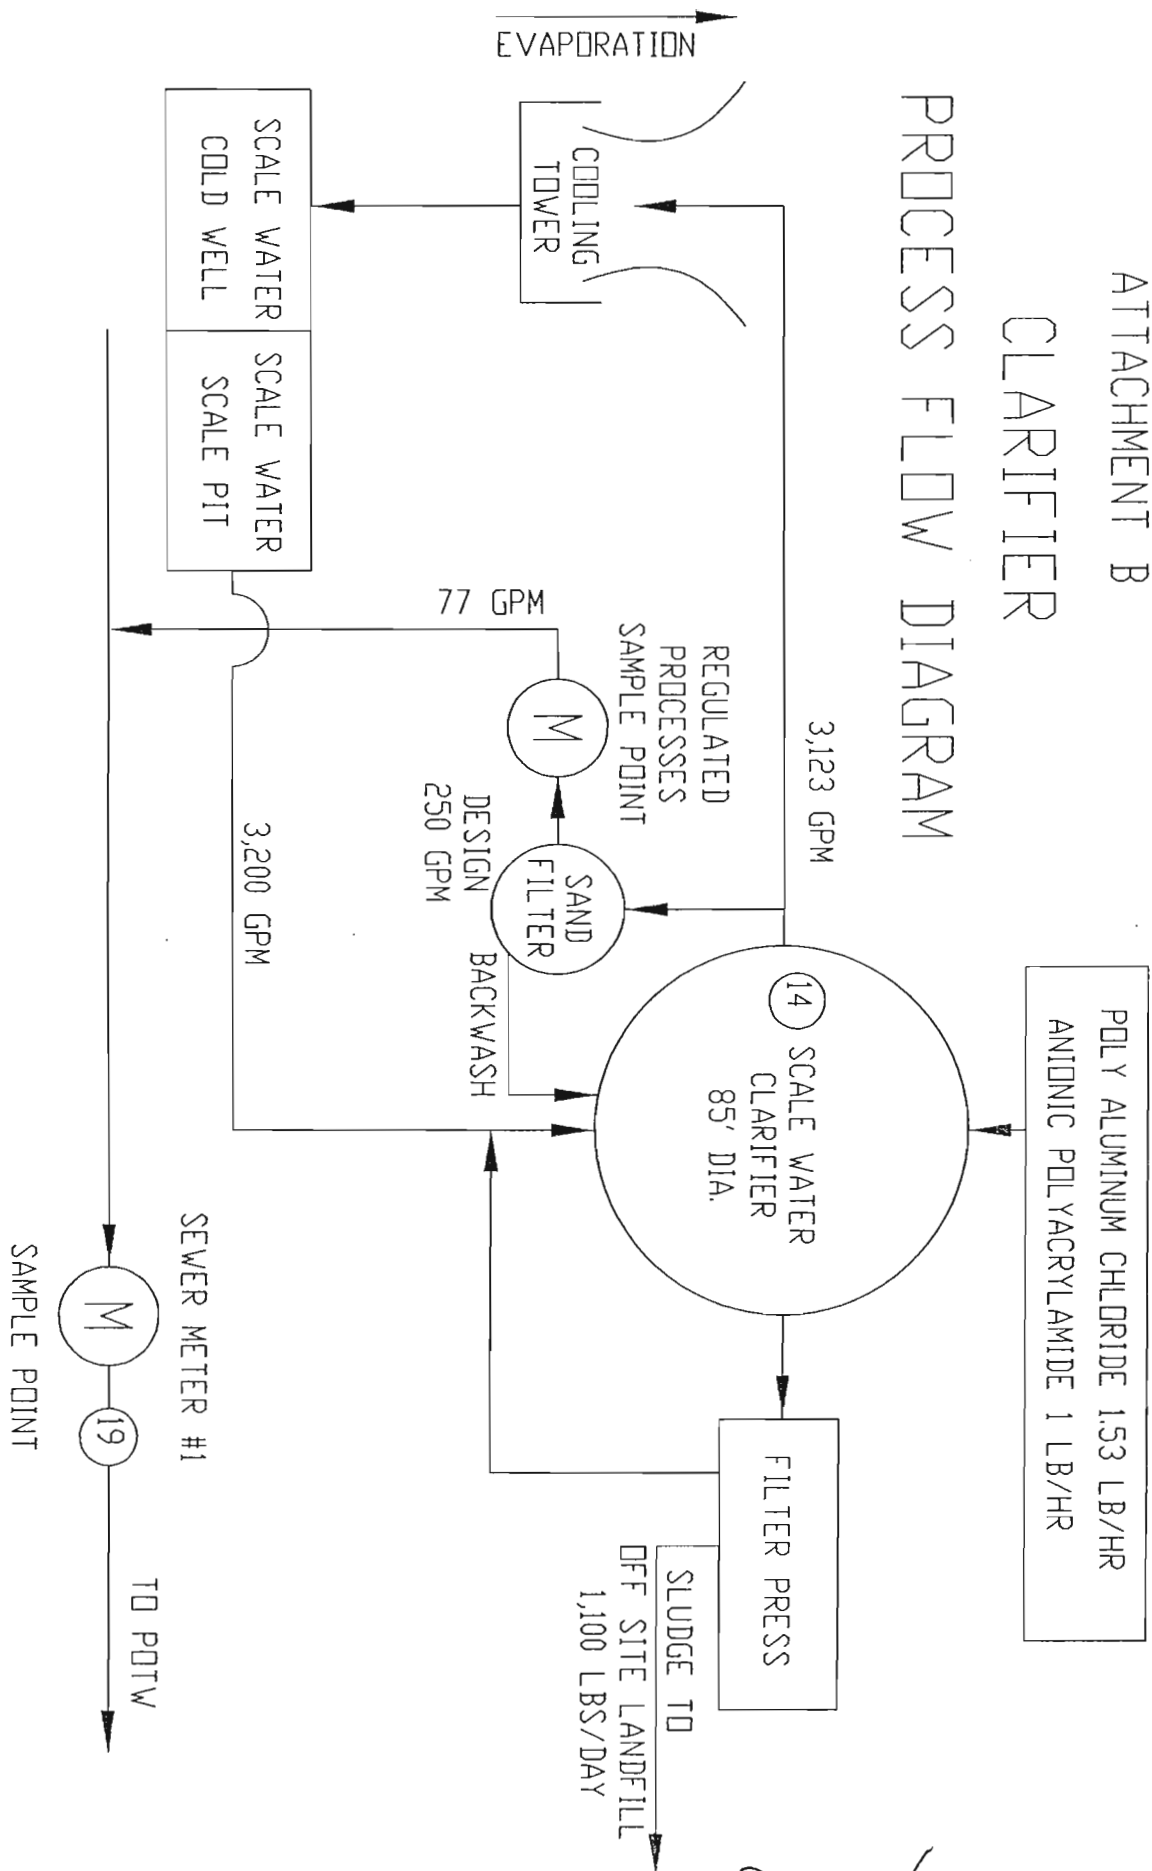 ATTACHMENT B
CLARIFIER
PROCESS FLOW DIAGRAM
POLY ALUMINUM CHLORIDE 1.53 LB/HR
ANIONIC POLYACRYLAMIDE 1 LB/HR
EVAPORATION
COOLING
TOWER
3,123 GPM
14
SCALE WATER
CLARIFIER
85' DIA.
FILTER PRESS
REGULATED
PROCESSES
SAMPLE POINT
M
SAND
FILTER
DESIGN
250 GPM
BACKWASH
77 GPM
SLUDGE TO
OFF SITE LANDFILL
1,100 LBS/DAY
SCALE WATER
COLD WELL
SCALE WATER
SCALE PIT
3,200 GPM
SEWER METER #1
M
19
SAMPLE POINT
TO POTW